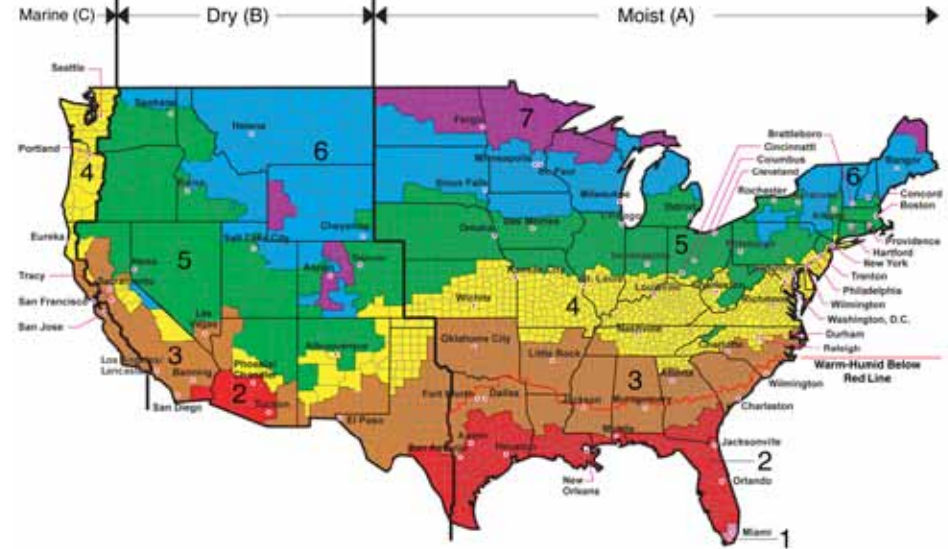 Marine (C)
Dry (B)
Moist (A)
Seattle
Spokane
Helena
Fargo
7
Portland
4
6
Minneapolis
St. Paul
Brattleboro
Cincinnatti
Columbus
Cleveland
Rochester
6
Bangor
Concord
Boston
Boise
Sioux Falls
Milwaukee
Chicago
Detroit
Cheyenne
Salt Lake City
Omaha
Des Moines
5
Pittsburgh
Providence
Hartford
New York
Trenton
Philadelphia
Wilmington
Washington, D.C.
Eureka
5
Reno
Denver
Tracy
Sacramento
San Francisco
San Jose
Wichita
Kansas City
St. Louis
Louisville
Charleston
Richmond
4
Las Vegas
Nashville
Durham
Raleigh
Albuquerque
Oklahoma City
Little Rock
Charlotte
Warm-Humid Below
Red Line
3
Los Angeles
Lancaster
Banning
Phoenix
2
Tucson
San Diego
El Paso
Fort Worth
Dallas
Jackson
Montgomery
3
Atlanta
Wilmington
Charleston
Austin
San Antonio
Houston
Mobile
New
Orleans
Jacksonville
2
Orlando
Miami
1